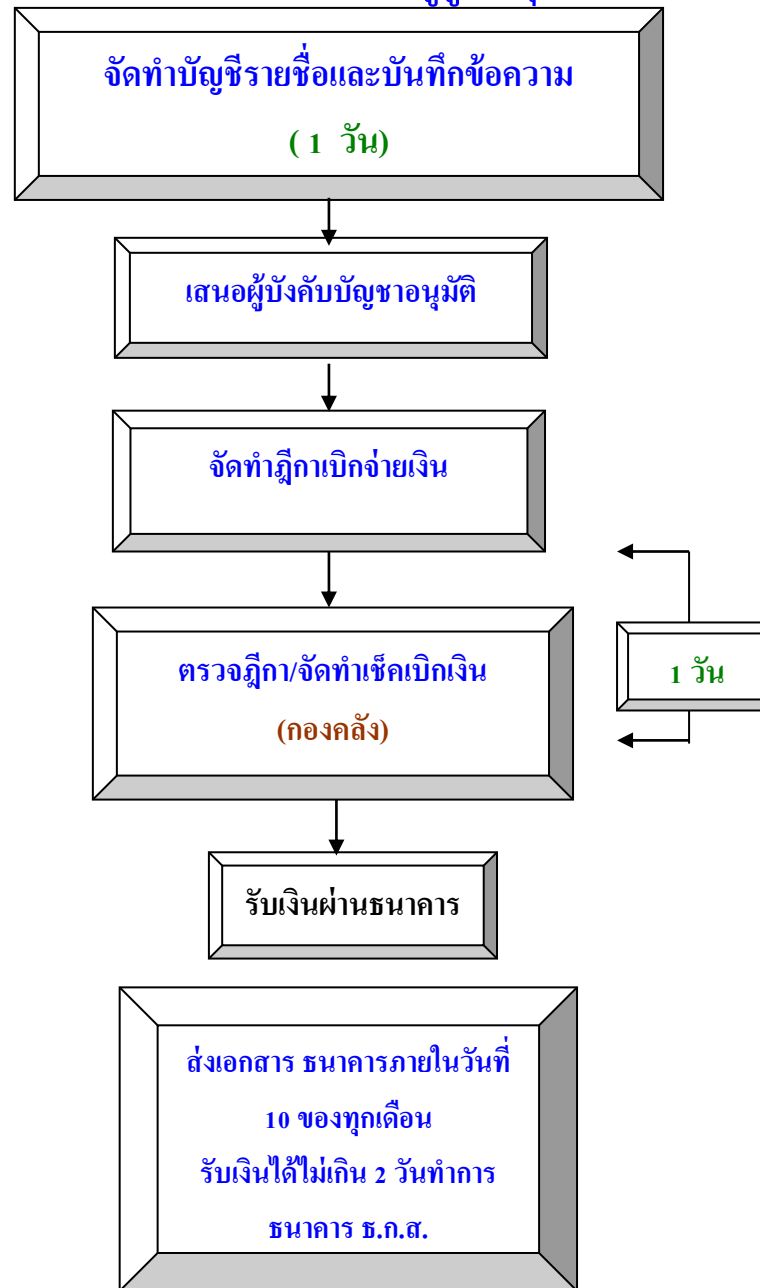 จัดทำบัญชีรายชื่อและบันทึกข้อความ
( 1 วัน)
เสนอผู้บังคับบัญชาอนุมัติ
จัดทำฎีกาเบิกจ่ายเงิน
ตรวจฎีกา/จัดทำเช็คเบิกเงิน
(กองคลัง)
1 วัน
รับเงินผ่านธนาคาร
ส่งเอกสาร ธนาคารภายในวันที่
10 ของทุกเดือน
รับเงินได้ไม่เกิน 2 วันทำการ
ธนาคาร ธ.ก.ส.